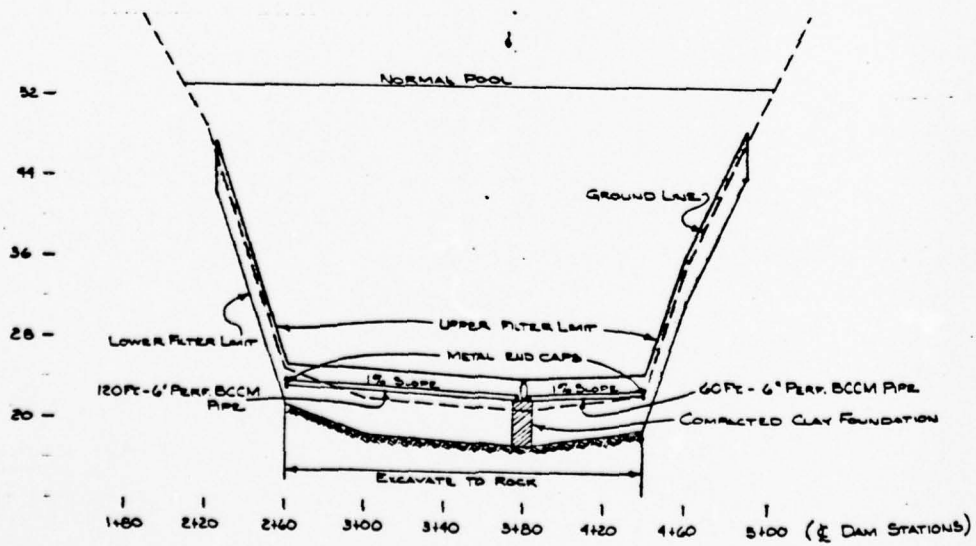 52 –
NORMAL POOL
44 –
GROUND LINE
36 –
28 –
UPPER FILTER LIMIT
LOWER FILTER LIMIT
METAL END CAPS
1% SLOPE
1% SLOPE
120 FT - 6" PERF. BCCM
PIPE
60 FT - 6" PERF. BCCM PIPE
20 –
COMPACTED CLAY FOUNDATION
EXCAVATE TO ROCK
1+80 2+20 2+60 3+00 3+40 3+80 4+20 4+60 5+00 (℄ DAM STATIONS)